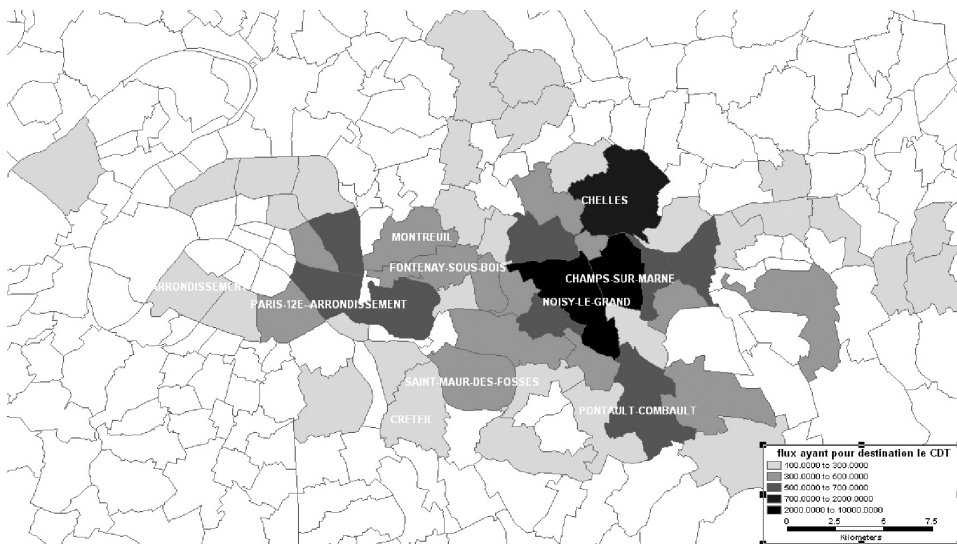 CHELLES
MONTREUIL
FONTENAY-SOUS-BOIS
CHAMPS-SUR-MARNE
ARRONDISSEMENT
PARIS-12E--ARRONDISSEMENT
NOISY-LE-GRAND
SAINT-MAUR-DES-FOSSES
CRETEIL
PONTAULT-COMBAULT
flux ayant pour destination le CDT
100.0000 to 300.0000
300.0000 to 500.0000
500.0000 to 700.0000
700.0000 to 2000.0000
2000.0000 to 10000.0000
0 2.5 5 7.5
Kilometers